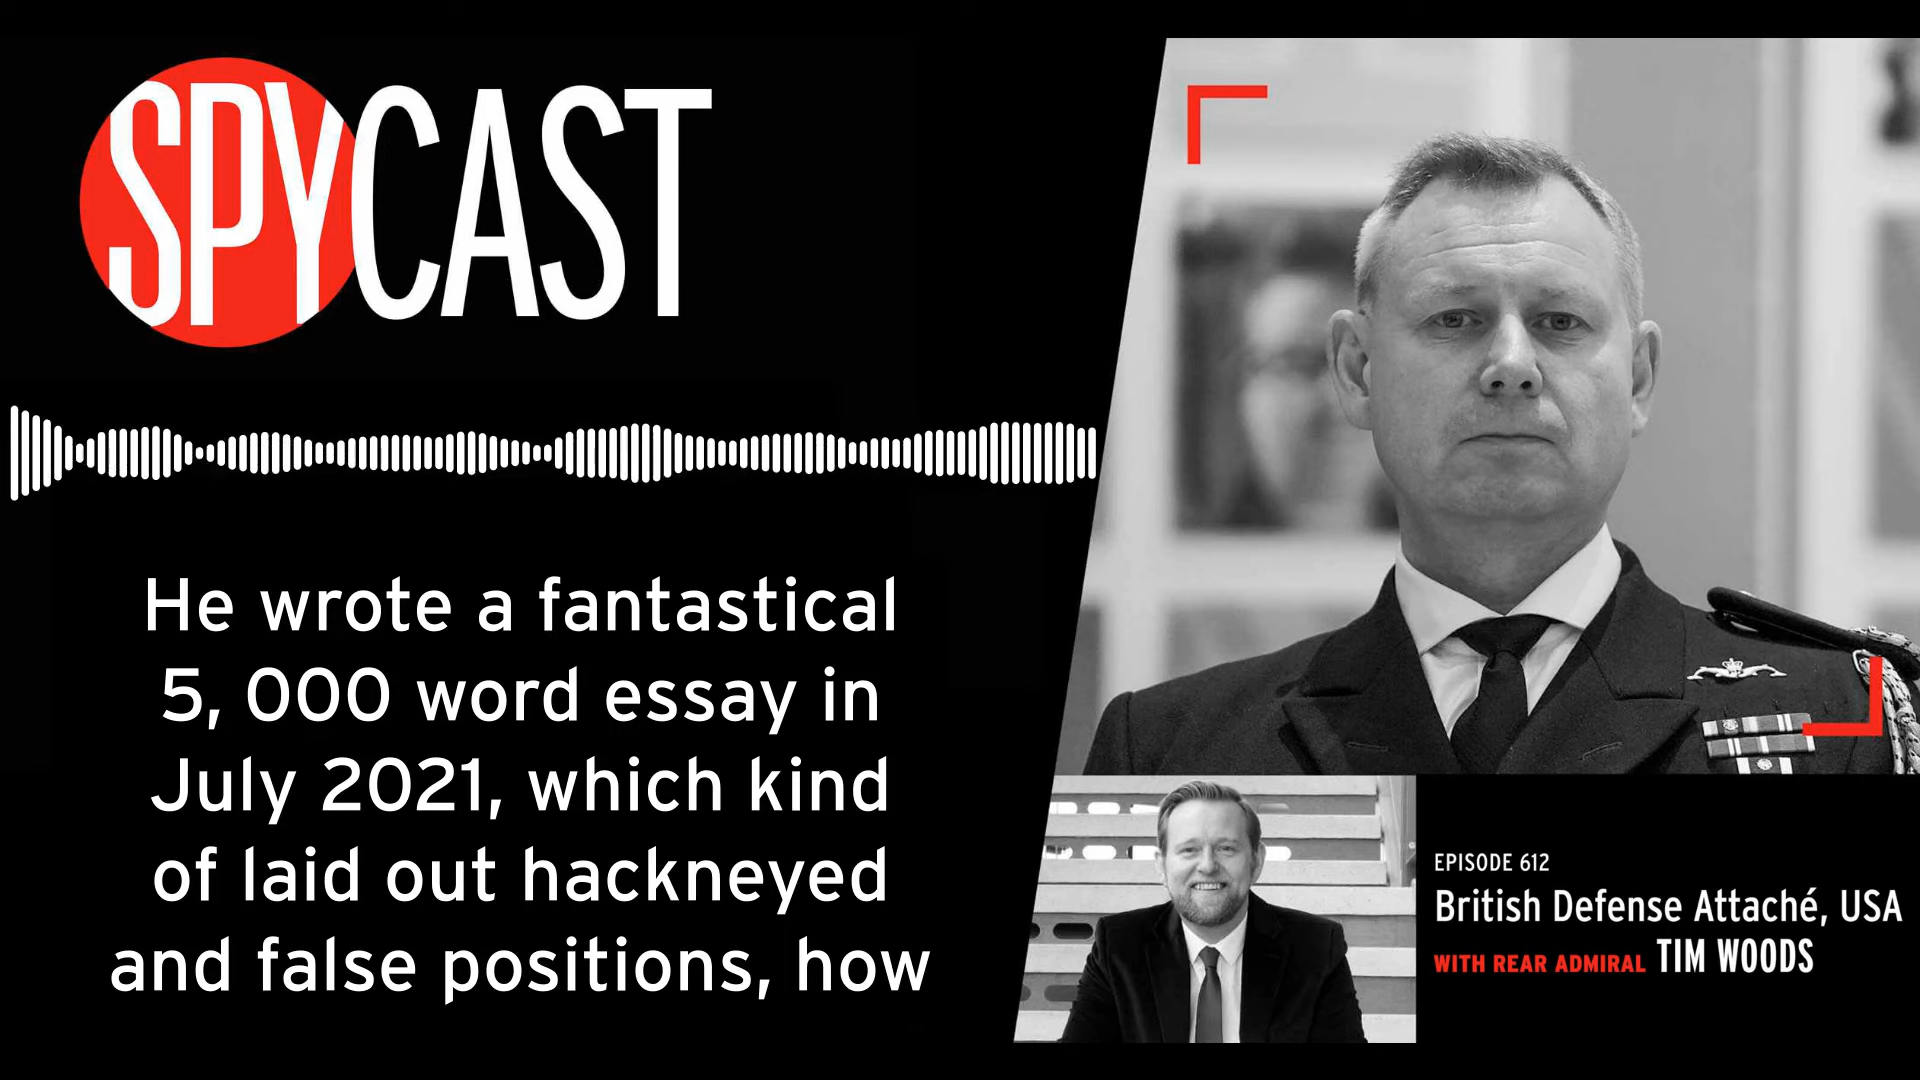 SPYCAST
He wrote a fantastical
5, 000 word essay in
July 2021, which kind
of laid out hackneyed
and false positions, how
EPISODE 612
British Defense Attaché, USA
WITH REAR ADMIRAL TIM WOODS